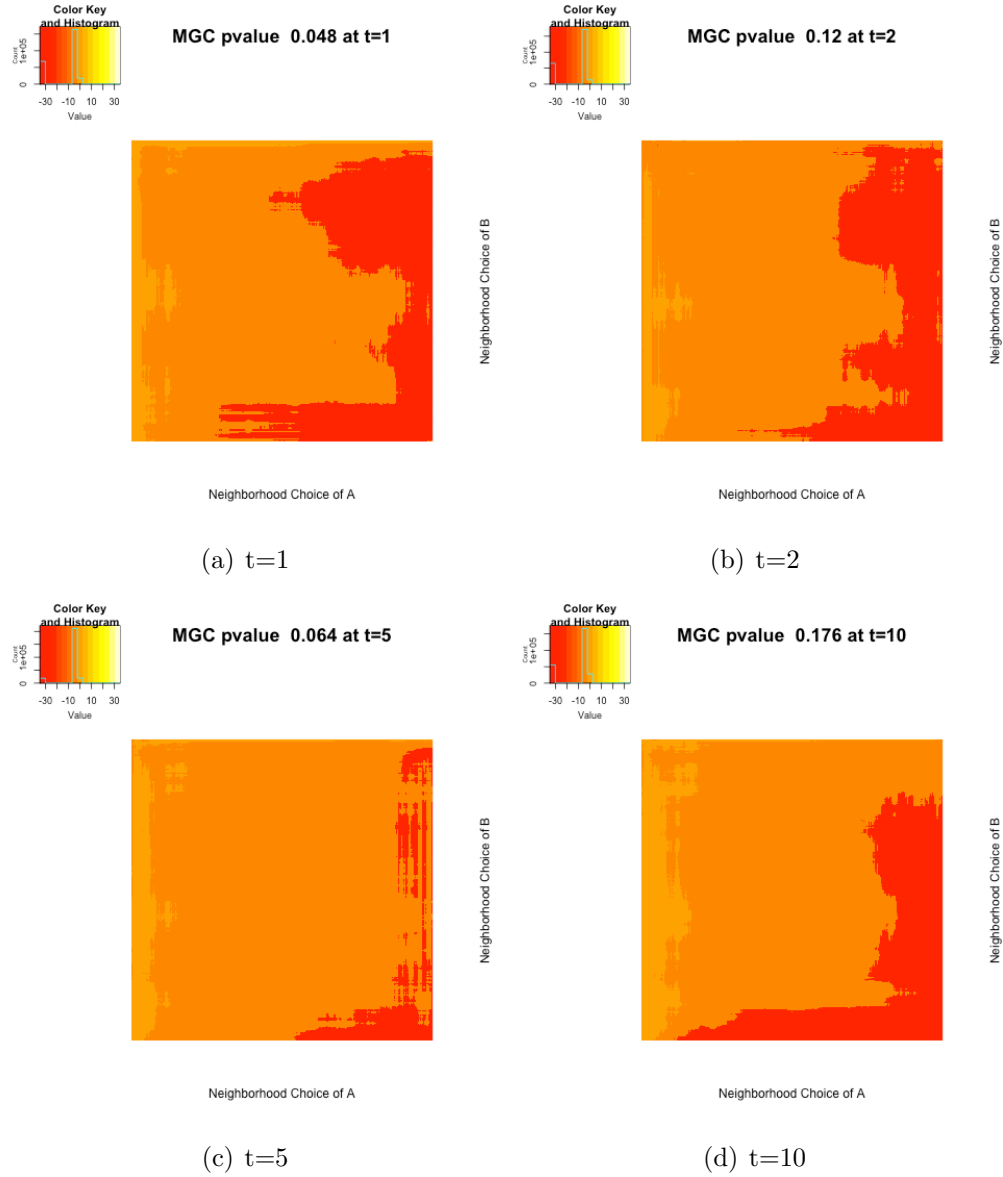 Color Key
and Histogram
MGC pvalue 0.048 at t=1
Count
0 1e+05
-30 -10 10 30
Value
Neighborhood Choice of B
Neighborhood Choice of A
(a) t=1
Color Key
and Histogram
MGC pvalue 0.12 at t=2
Count
0 1e+05
-30 -10 10 30
Value
Neighborhood Choice of B
Neighborhood Choice of A
(b) t=2
Color Key
and Histogram
MGC pvalue 0.064 at t=5
Count
0 1e+05
-30 -10 10 30
Value
Neighborhood Choice of B
Neighborhood Choice of A
(c) t=5
Color Key
and Histogram
MGC pvalue 0.176 at t=10
Count
0 1e+05
-30 -10 10 30
Value
Neighborhood Choice of B
Neighborhood Choice of A
(d) t=10